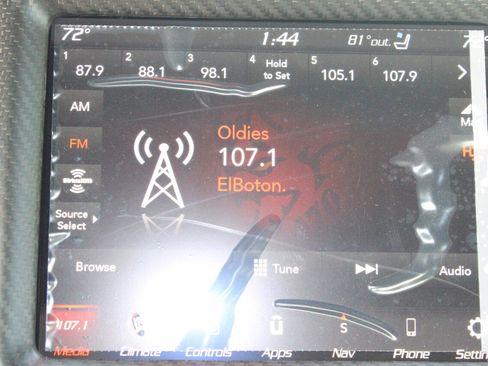 72° 1:44 81°out. 72°
1 2 3 4 5 6
87.9 88.1 98.1 Hold to Set 105.1 107.9
AM
FM
SiriusXM
Source
Select
Oldies
107.1
ElBoton.
Browse Tune Audio
107.1 S
Media Climate Controls Apps Nav Phone